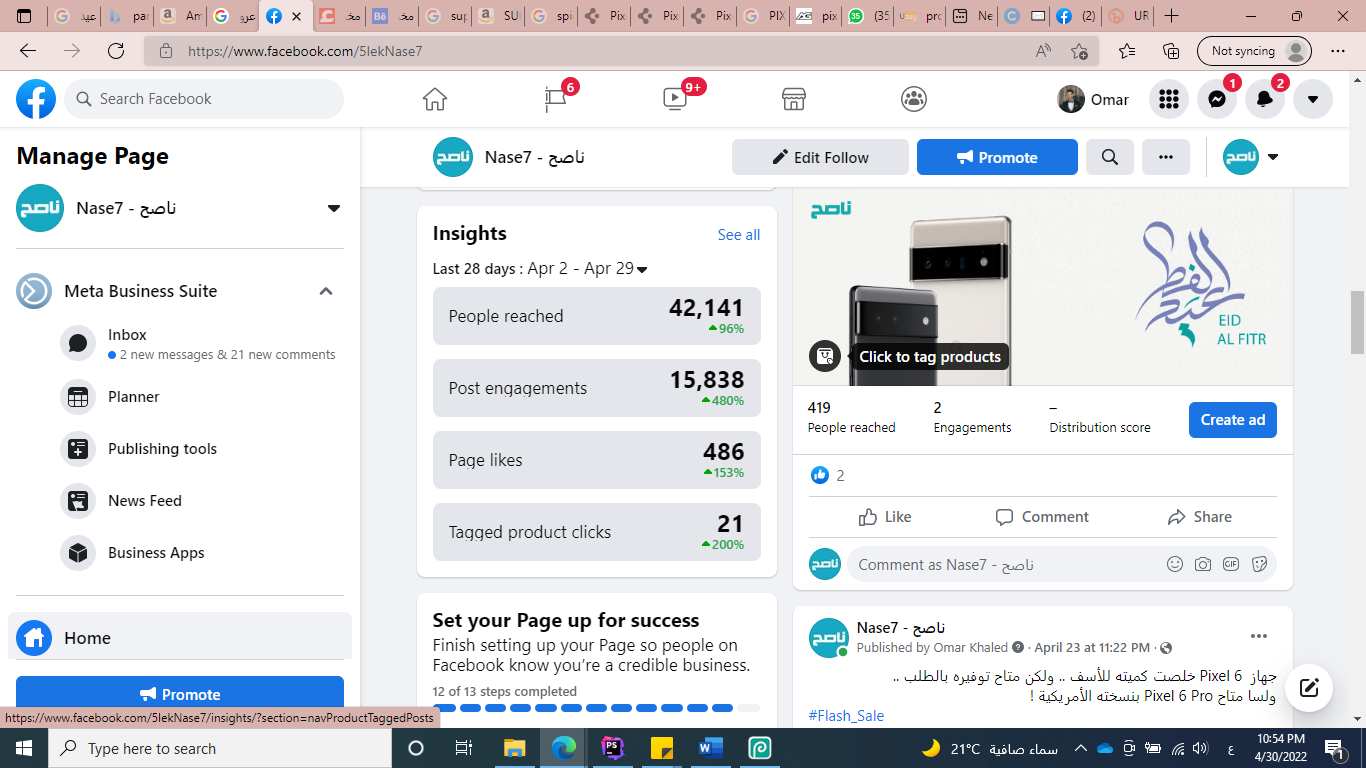 عيد
par
Am
عرو
مخ
مخ
sup
SUI
spi
Pix
Pix
Pix
PIX
pix
(35
pro
Ne
(2)
UR
https://www.facebook.com/5lekNase7
Not syncing
Search Facebook
6
9+
Omar
1
2
Manage Page
Nase7 - ناصح
Meta Business Suite
Inbox
2 new messages & 21 new comments
Planner
Publishing tools
News Feed
Business Apps
Home
Promote
https://www.facebook.com/5lekNase7/insights/?section=navProductTaggedPosts
ناصح
Nase7 - ناصح
Edit Follow
Promote
ناصح
Insights
See all
Last 28 days : Apr 2 - Apr 29
People reached
42,141
96%
Post engagements
15,838
480%
Page likes
486
153%
Tagged product clicks
21
200%
Set your Page up for success
Finish setting up your Page so people on
Facebook know you're a credible business.
12 of 13 steps completed
ناصح
عيد الفطر
EID
AL FITR
Click to tag products
419
People reached
2
Engagements
–
Distribution score
Create ad
2
Like
Comment
Share
ناصح
Comment as Nase7 - ناصح
GIF
ناصح
Nase7 - ناصح
Published by Omar Khaled · April 23 at 11:22 PM ·
جهاز Pixel 6 خلصت كميته للأسف .. ولكن متاح توفيره بالطلب ..
ولسا متاح Pixel 6 Pro بنسخته الأمريكية !
#Flash_Sale
Type here to search
21°C سماء صافية
ع
10:54 PM
4/30/2022
1